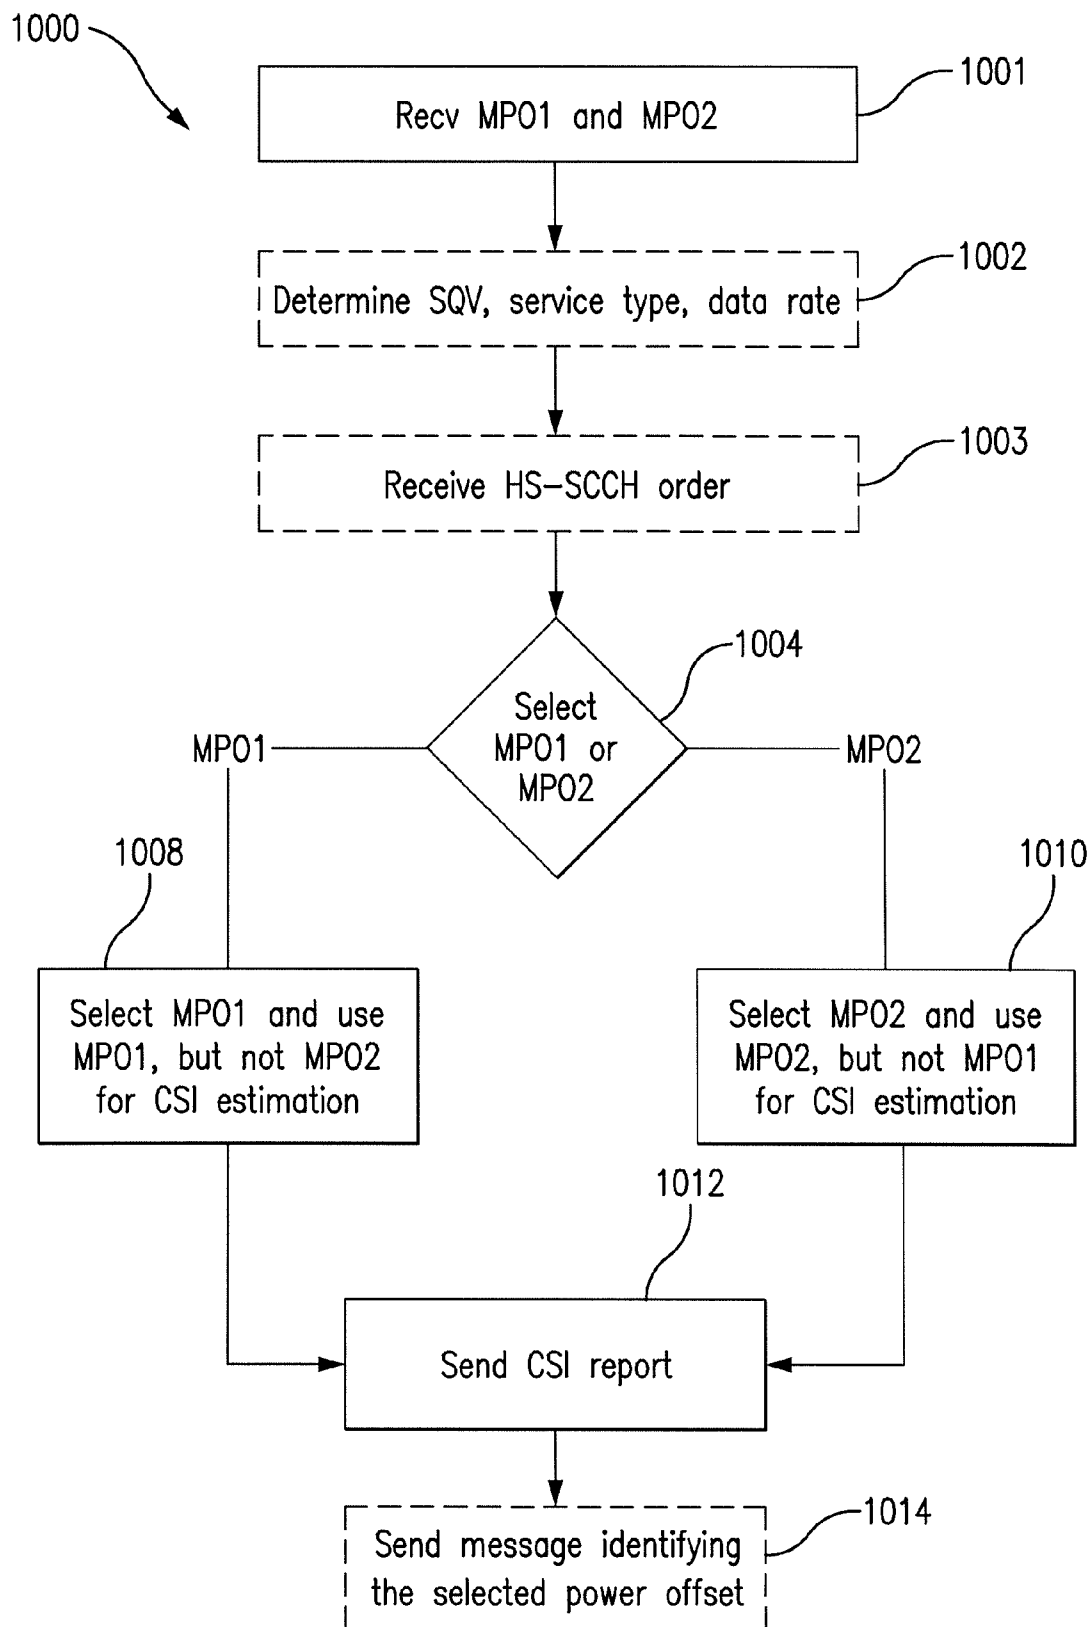 1000
1001
Recv MPO1 and MPO2
1002
Determine SQV, service type, data rate
1003
Receive HS-SCCH order
1004
Select
MPO1 or
MPO2
MPO1
MPO2
1008
1010
Select MPO1 and use
MPO1, but not MPO2
for CSI estimation
Select MPO2 and use
MPO2, but not MPO1
for CSI estimation
1012
Send CSI report
1014
Send message identifying
the selected power offset